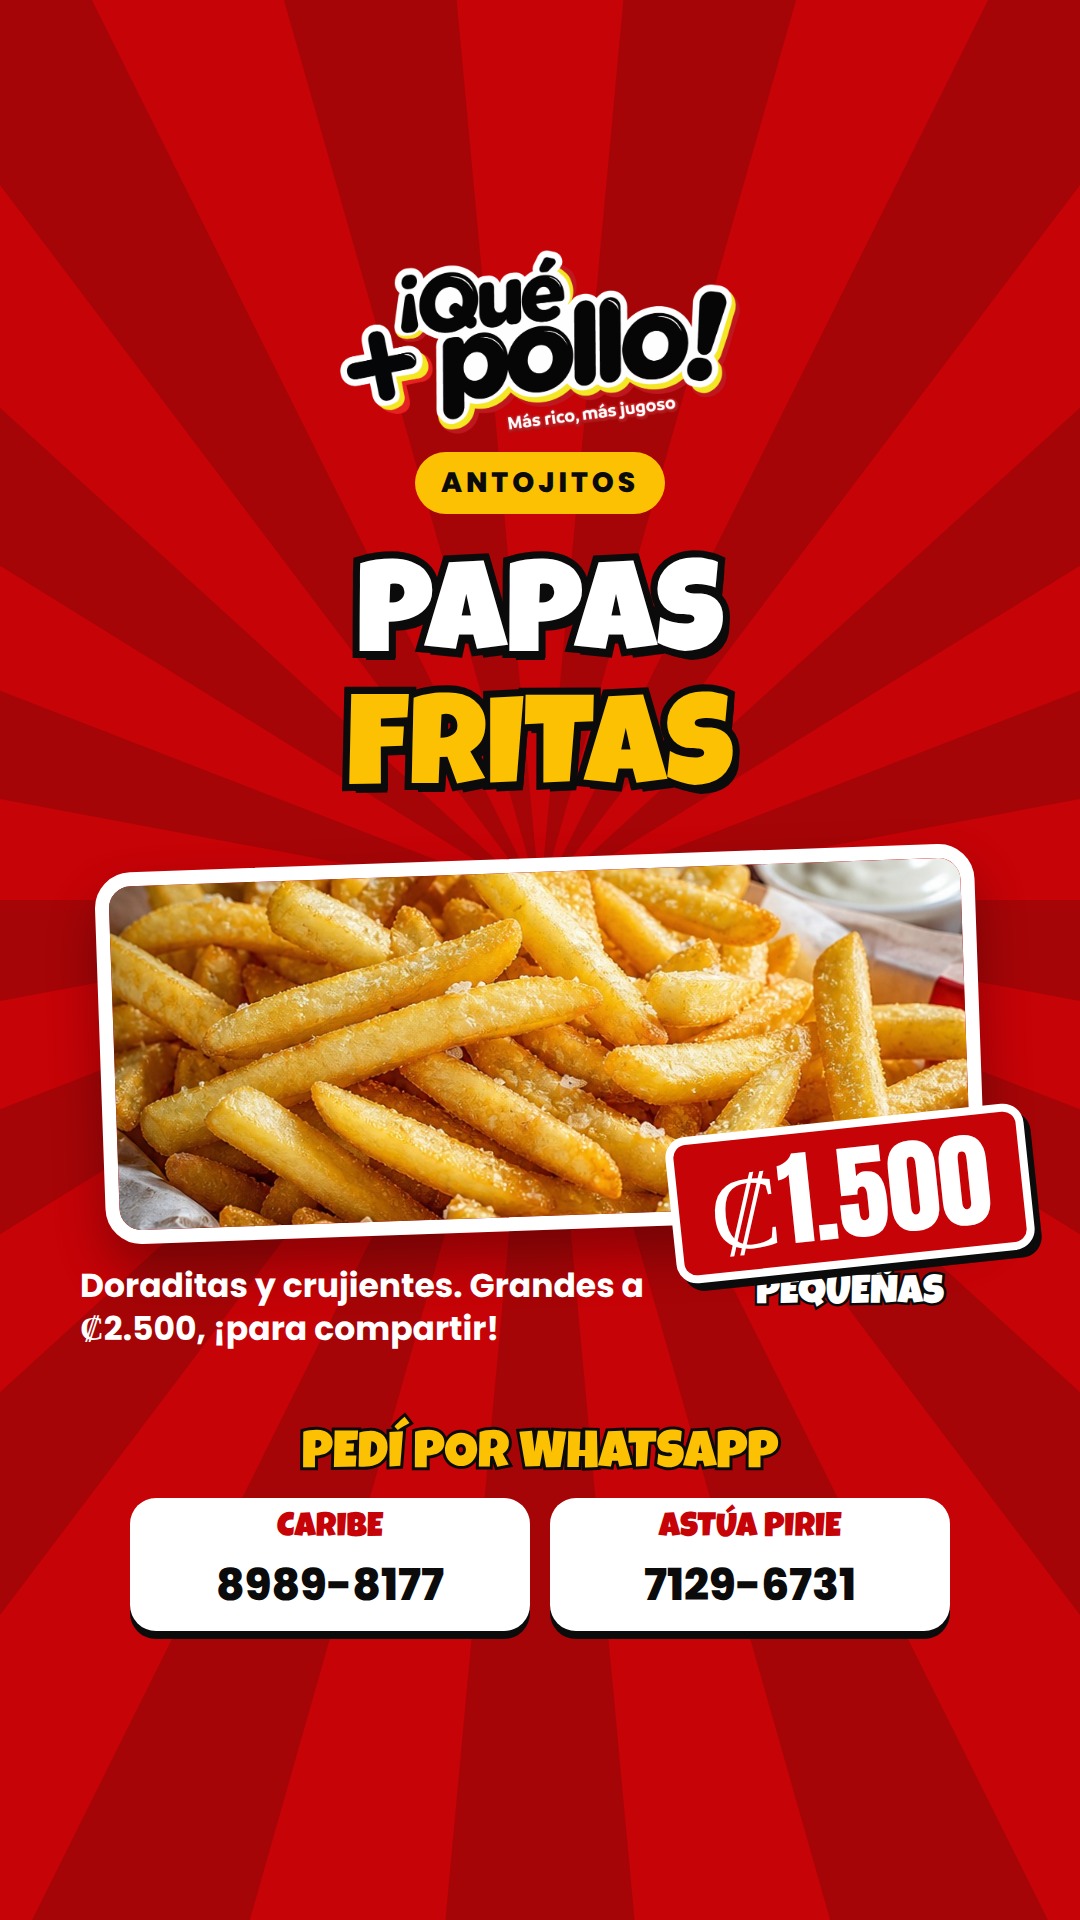 ¡Qué
+ pollo!
Más rico, más jugoso
ANTOJITOS
PAPAS
FRITAS
₡1.500
PEQUEÑAS
Doraditas y crujientes. Grandes a
₡2.500, ¡para compartir!
PEDÍ POR WHATSAPP
CARIBE
8989-8177
ASTÚA PIRIE
7129-6731